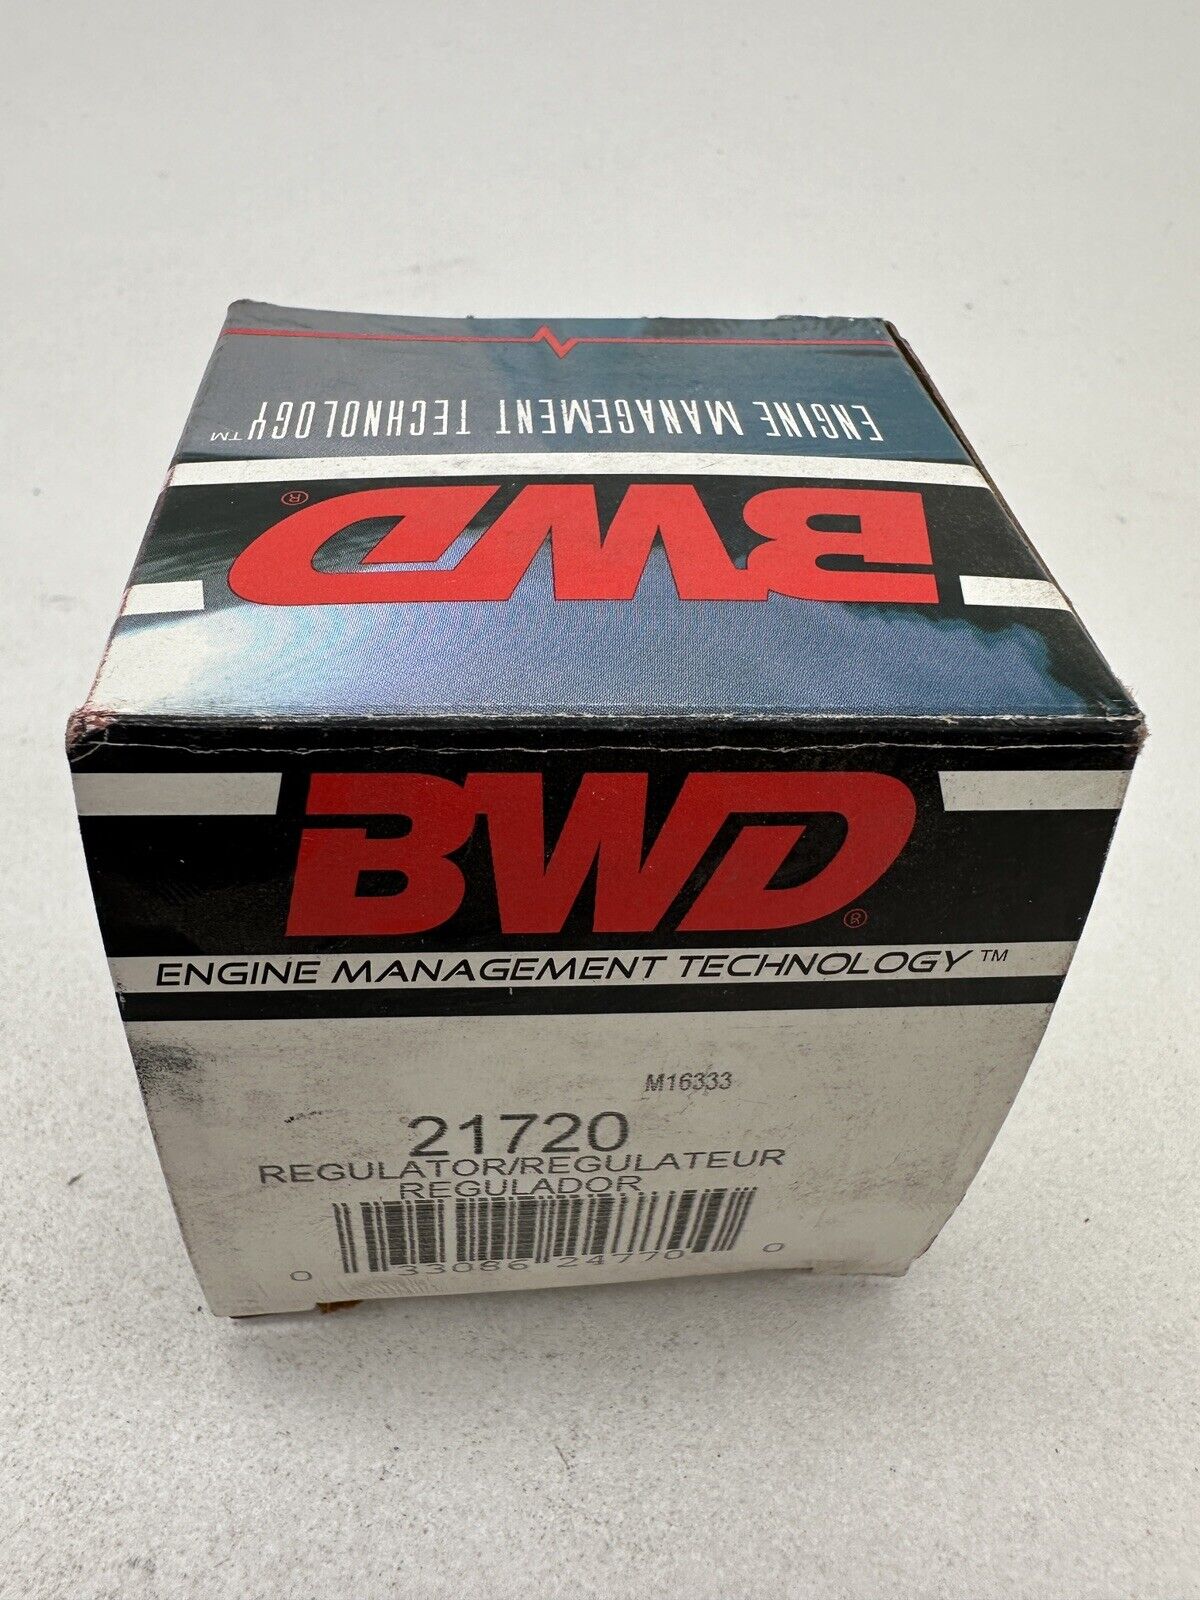 ENGINE MANAGEMENT TECHNOLOGY™
BWD®
BWD®
ENGINE MANAGEMENT TECHNOLOGY™
M16333
21720
REGULATOR/REGULATEUR
REGULADOR
0 33086 24770 0